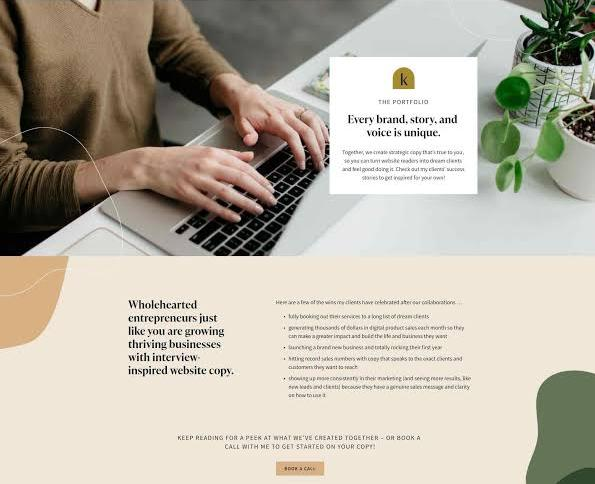 k
THE PORTFOLIO
Every brand, story, and
voice is unique.
Together, we create strategic copy that's true to you,
so you can turn website readers into dream clients
and feel good doing it. Check out my clients' success
stories to get inspired for your own!
Wholehearted
entrepreneurs just
like you are growing
thriving businesses
with interview-
inspired website copy.
Here are a few of the wins my clients have celebrated after our collaborations. . .
• fully booking out their services to a long list of dream clients
• generating thousands of dollars in digital product sales each month so they
can make a greater impact and build the life and business they want
• launching a brand new business and totally rocking their first year
• hitting record sales numbers with copy that speaks to the exact clients and
customers they want to reach
• showing up more consistently in their marketing (and seeing more results, like
new leads and clients) because they have a genuine sales message and clarity
on how to use it
KEEP READING FOR A PEEK AT WHAT WE'VE CREATED TOGETHER – OR BOOK A
CALL WITH ME TO GET STARTED ON YOUR COPY!
BOOK A CALL